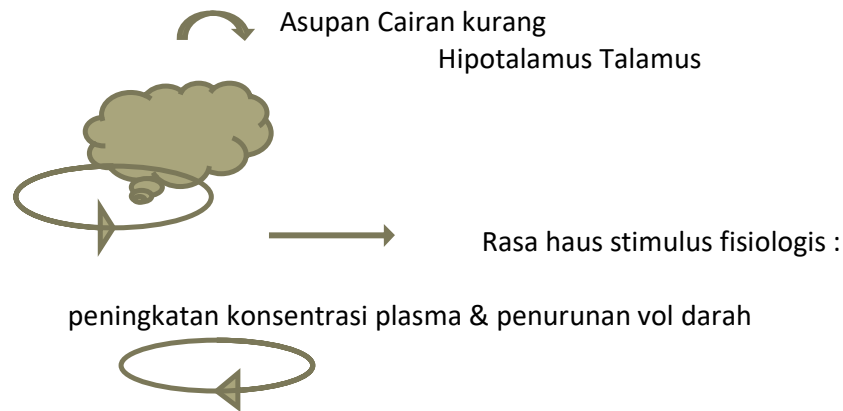 Asupan Cairan kurang
Hipotalamus Talamus
Rasa haus stimulus fisiologis :
peningkatan konsentrasi plasma & penurunan vol darah